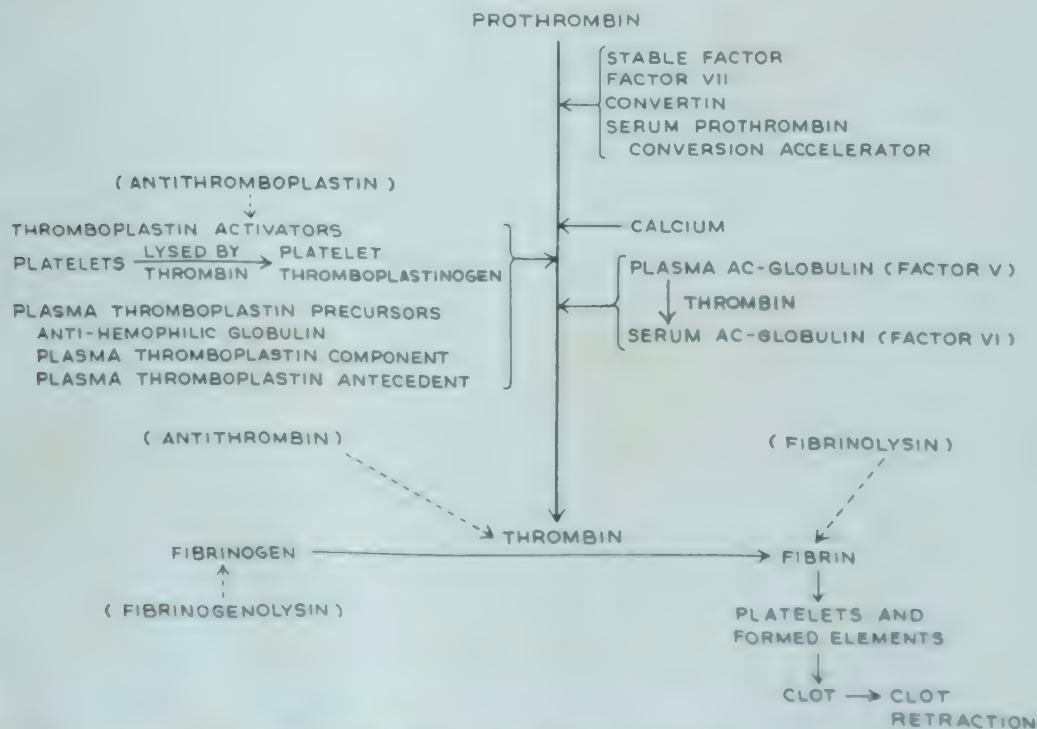 PROTHROMBIN
STABLE FACTOR
FACTOR VII
CONVERTIN
SERUM PROTHROMBIN
CONVERSION ACCELERATOR
(ANTITHROMBOPLASTIN)
THROMBOPLASTIN ACTIVATORS
PLATELETS LYSED BY THROMBIN PLATELET
THROMBOPLASTINOGEN
PLASMA THROMBOPLASTIN PRECURSORS
ANTI-HEMOPHILIC GLOBULIN
PLASMA THROMBOPLASTIN COMPONENT
PLASMA THROMBOPLASTIN ANTECEDENT
CALCIUM
PLASMA AC-GLOBULIN (FACTOR V)
THROMBIN
SERUM AC-GLOBULIN (FACTOR VI)
(ANTITHROMBIN)
(FIBRINOLYSIN)
THROMBIN
FIBRINOGEN
FIBRIN
(FIBRINOGENOLYSIN)
PLATELETS AND
FORMED ELEMENTS
CLOT CLOT
RETRACTION